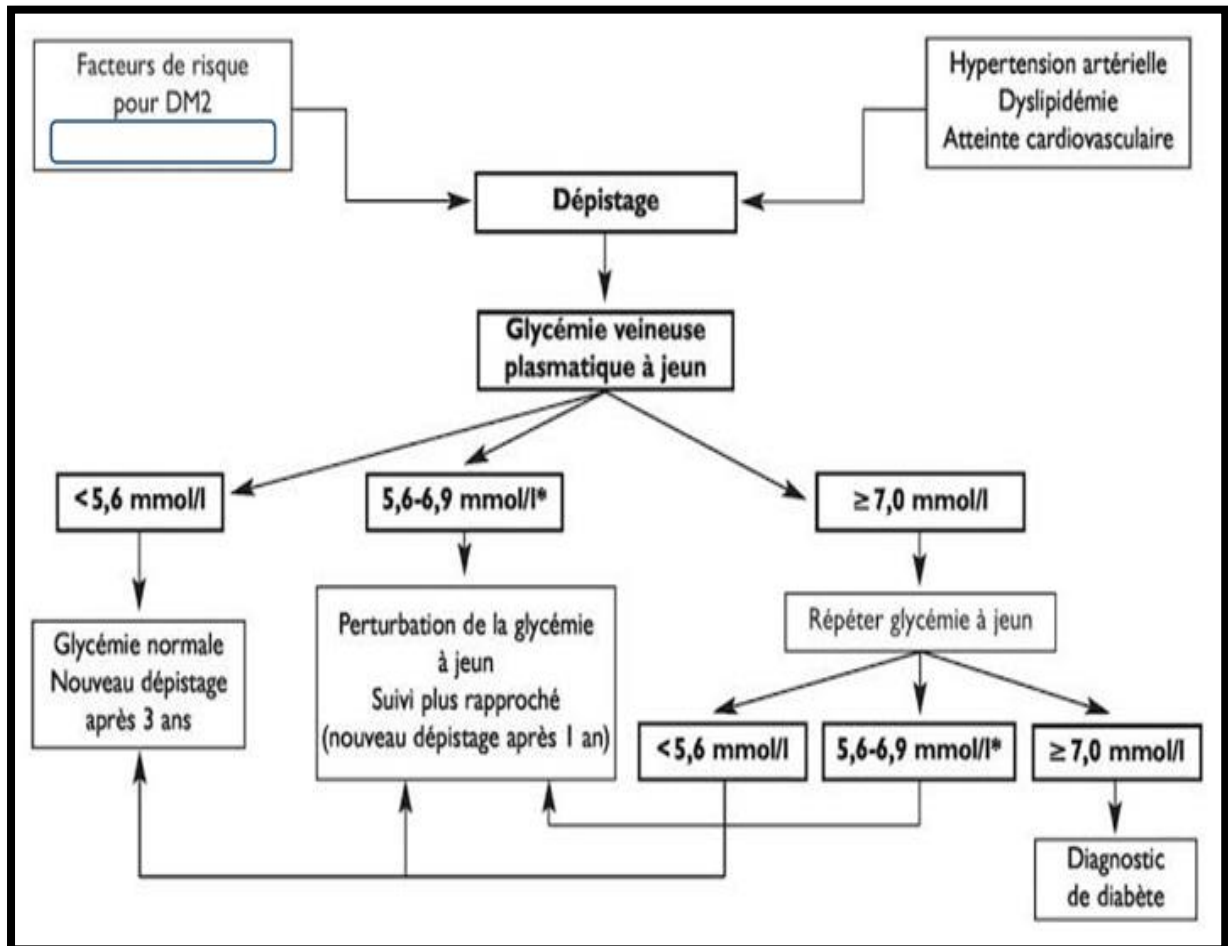 Facteurs de risque
pour DM2
Hypertension artérielle
Dyslipidémie
Atteinte cardiovasculaire
Dépistage
Glycémie veineuse
plasmatique à jeun
<5,6 mmol/l
5,6-6,9 mmol/l*
≥7,0 mmol/l
Glycémie normale
Nouveau dépistage
après 3 ans
Perturbation de la glycémie
à jeun
Suivi plus rapproché
(nouveau dépistage après 1 an)
Répéter glycémie à jeun
<5,6 mmol/l
5,6-6,9 mmol/l*
≥7,0 mmol/l
Diagnostic
de diabète